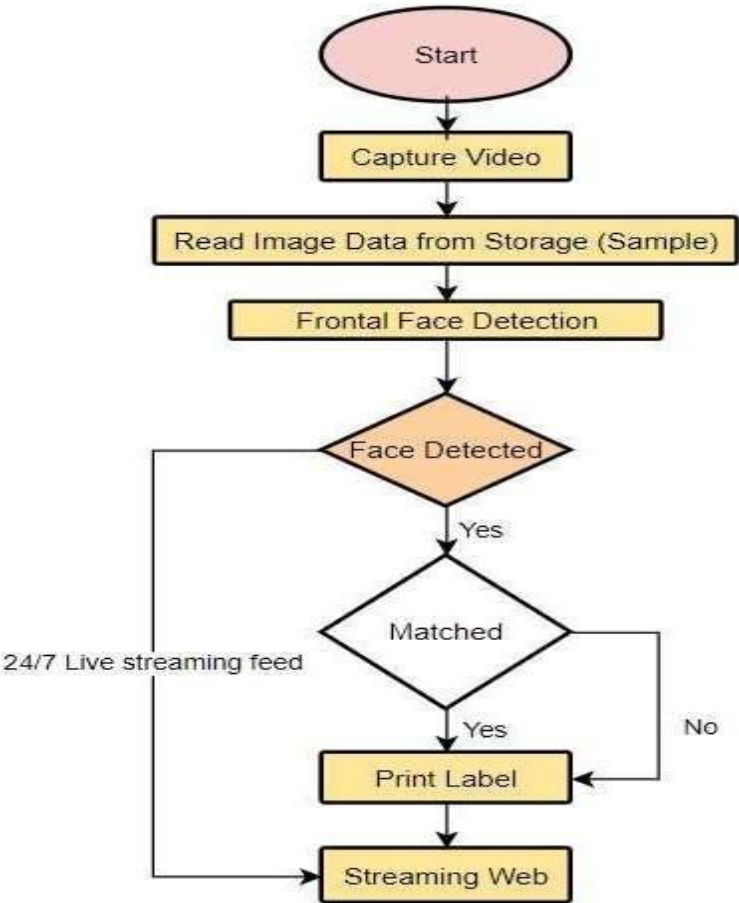 Start
Capture Video
Read Image Data from Storage (Sample)
Frontal Face Detection
Face Detected
Yes
Matched
24/7 Live streaming feed
Yes
No
Print Label
Streaming Web